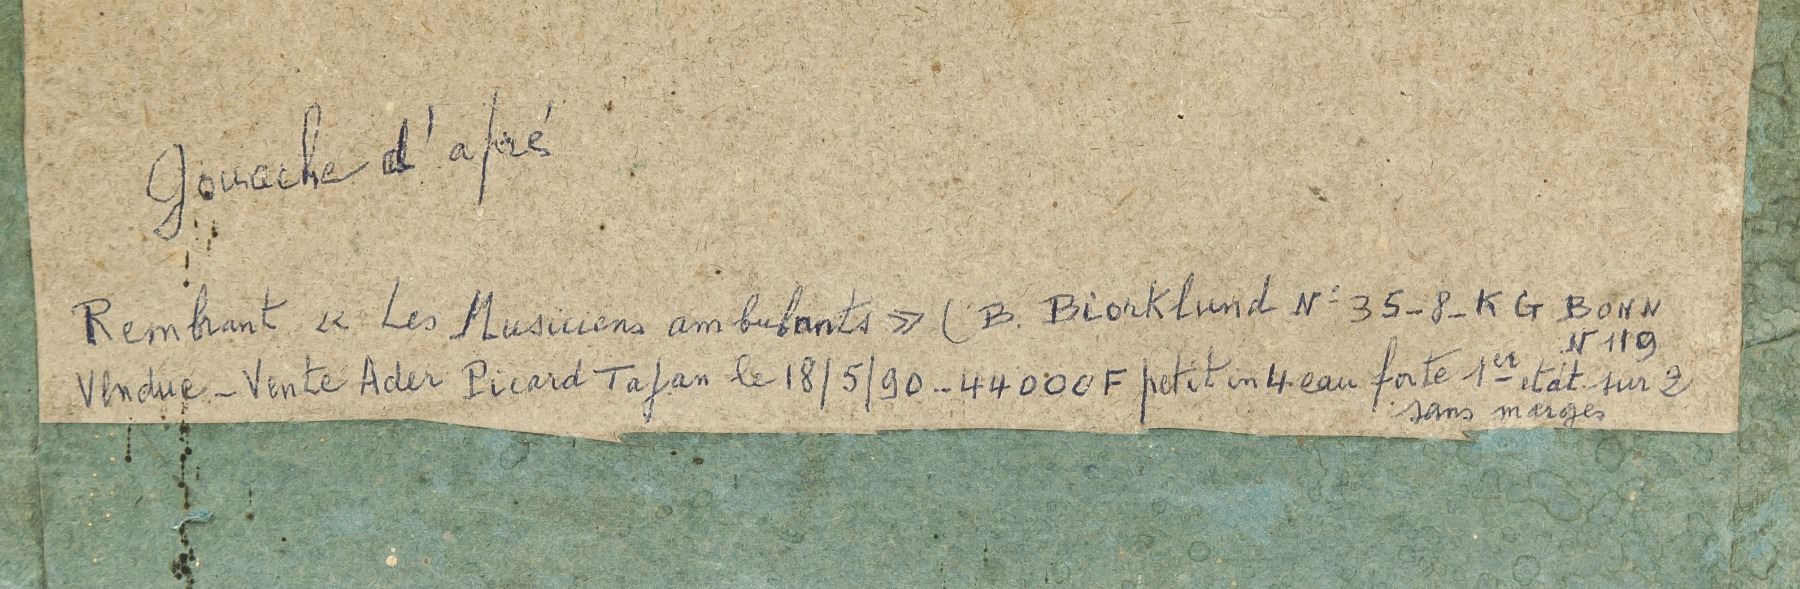 Gouache d'apré
Rembrant « Les Musiciens ambulants » ( B. Biorklund N° 35-8-K G BONN
N 119
Vendue - Vente Ader Picard Tajan le 18/5/90 - 44000F petit in 4 eau forte 1er état sur 2
sans marges